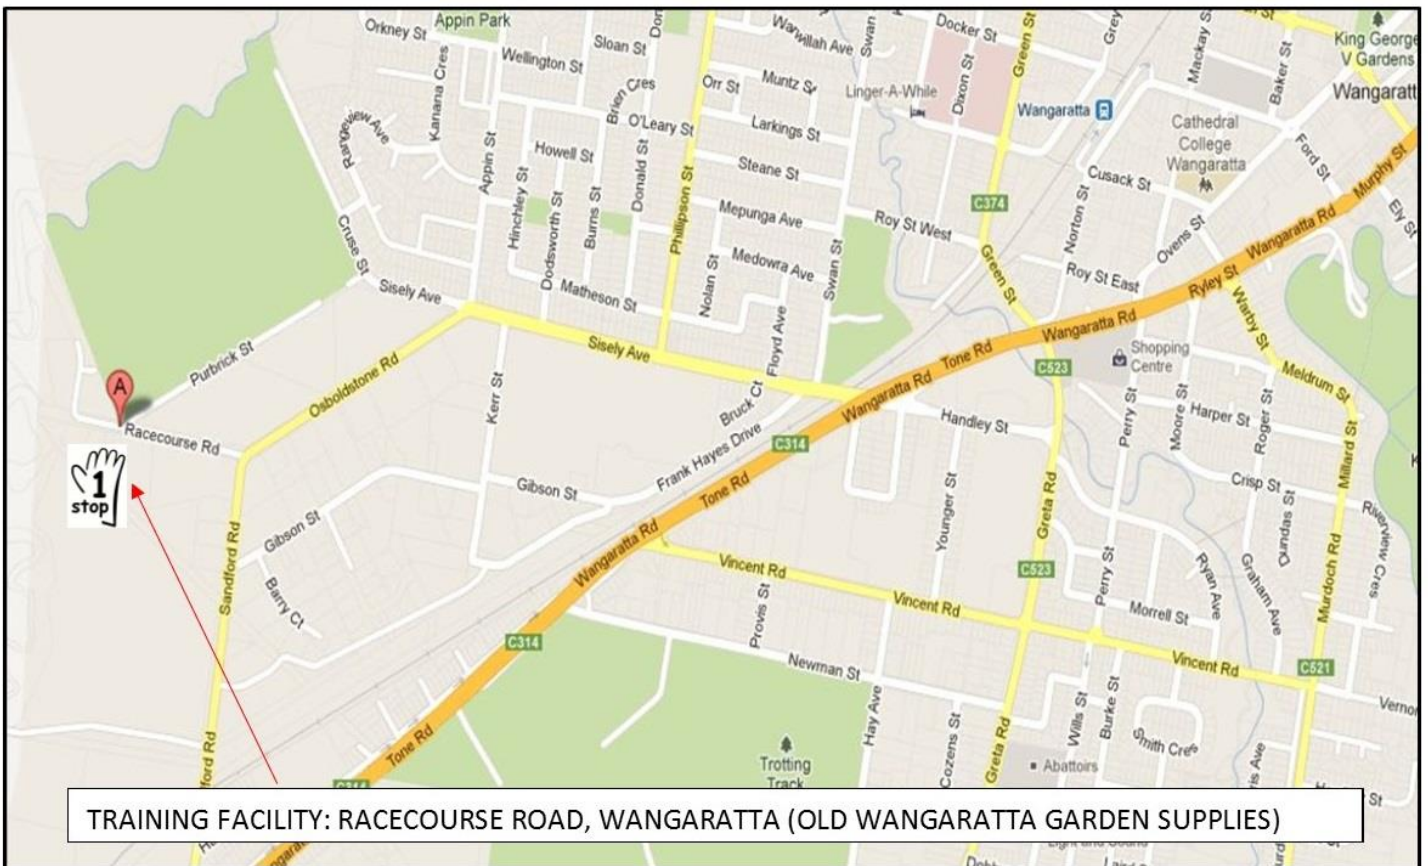 Appin Park
Orkney St
Wellington St
Sloan St
Warwillah Ave
Swan St
Docker St
Green St
Mackay St
Baker St
King George
V Gardens
Kanana Cres
Rangeview Ave
Brien Cres
O'Leary St
Orr St
Muntz St
Larkings St
Linger-A-While
Dixon St
Wangaratta
Cathedral
College
Wangaratta
Ford St
Murphy St
Howell St
Appin St
Hinchley St
Dodsworth St
Burns St
Donald St
Phillipson St
Steane St
Mepunga Ave
Medowra Ave
Nolan St
Swan St
Roy St West
C374
Green St
Norton St
Cusack St
Ovens St
Ely St
Roy St East
Ryley St
Wangaratta Rd
Cruse St
Sisely Ave
Matheson St
Sisely Ave
Floyd Ave
Bruck Ct
Wangaratta Rd
Tone Rd
Wangaratta Rd
C523
Shopping
Centre
Warby St
Meldrum St
A
Purbrick St
Osboldstone Rd
Kerr St
Racecourse Rd
Handley St
Perry St
Moore St
Harper St
Roger St
Millard St
C314
Frank Hayes Drive
Tone Rd
Gibson St
Younger St
Greta Rd
Crisp St
Dundas St
Riverview Cres
1
stop
Gibson St
Barry Ct
Sandford Rd
Wangaratta Rd
Vincent Rd
Provis St
Vincent Rd
C523
Perry St
Ryan Ave
Graham Ave
Murdoch Rd
Morrell St
Vincent Rd
C521
C314
Newman St
Hay Ave
Cozens St
Greta Rd
Wills St
Burke St
Smith Cres
Abattoirs
Tone Rd
Trotting
Track
TRAINING FACILITY: RACECOURSE ROAD, WANGARATTA (OLD WANGARATTA GARDEN SUPPLIES)